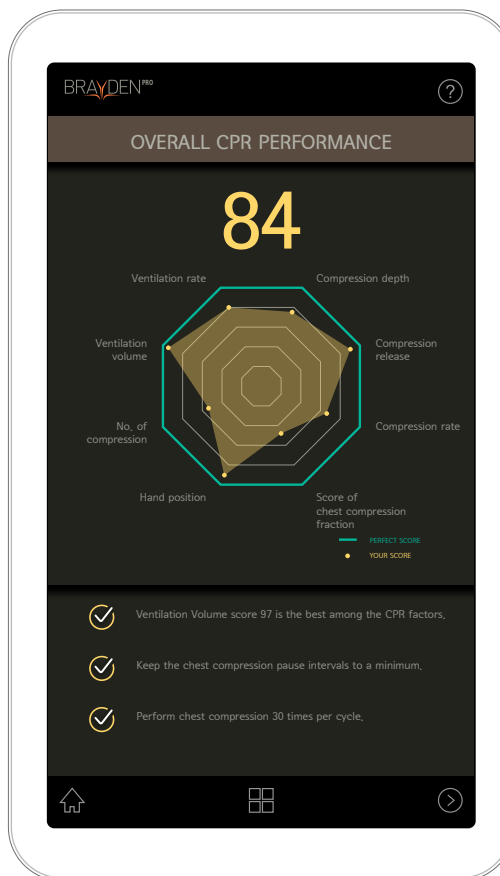 BRAYDEN PRO
?
OVERALL CPR PERFORMANCE
84
Ventilation rate
Compression depth
Ventilation
volume
Compression
release
No. of
compression
Compression rate
Hand position
Score of
chest compression
fraction
PERFECT SCORE
YOUR SCORE
Ventilation Volume score 97 is the best among the CPR factors.
Keep the chest compression pause intervals to a minimum.
Perform chest compression 30 times per cycle.